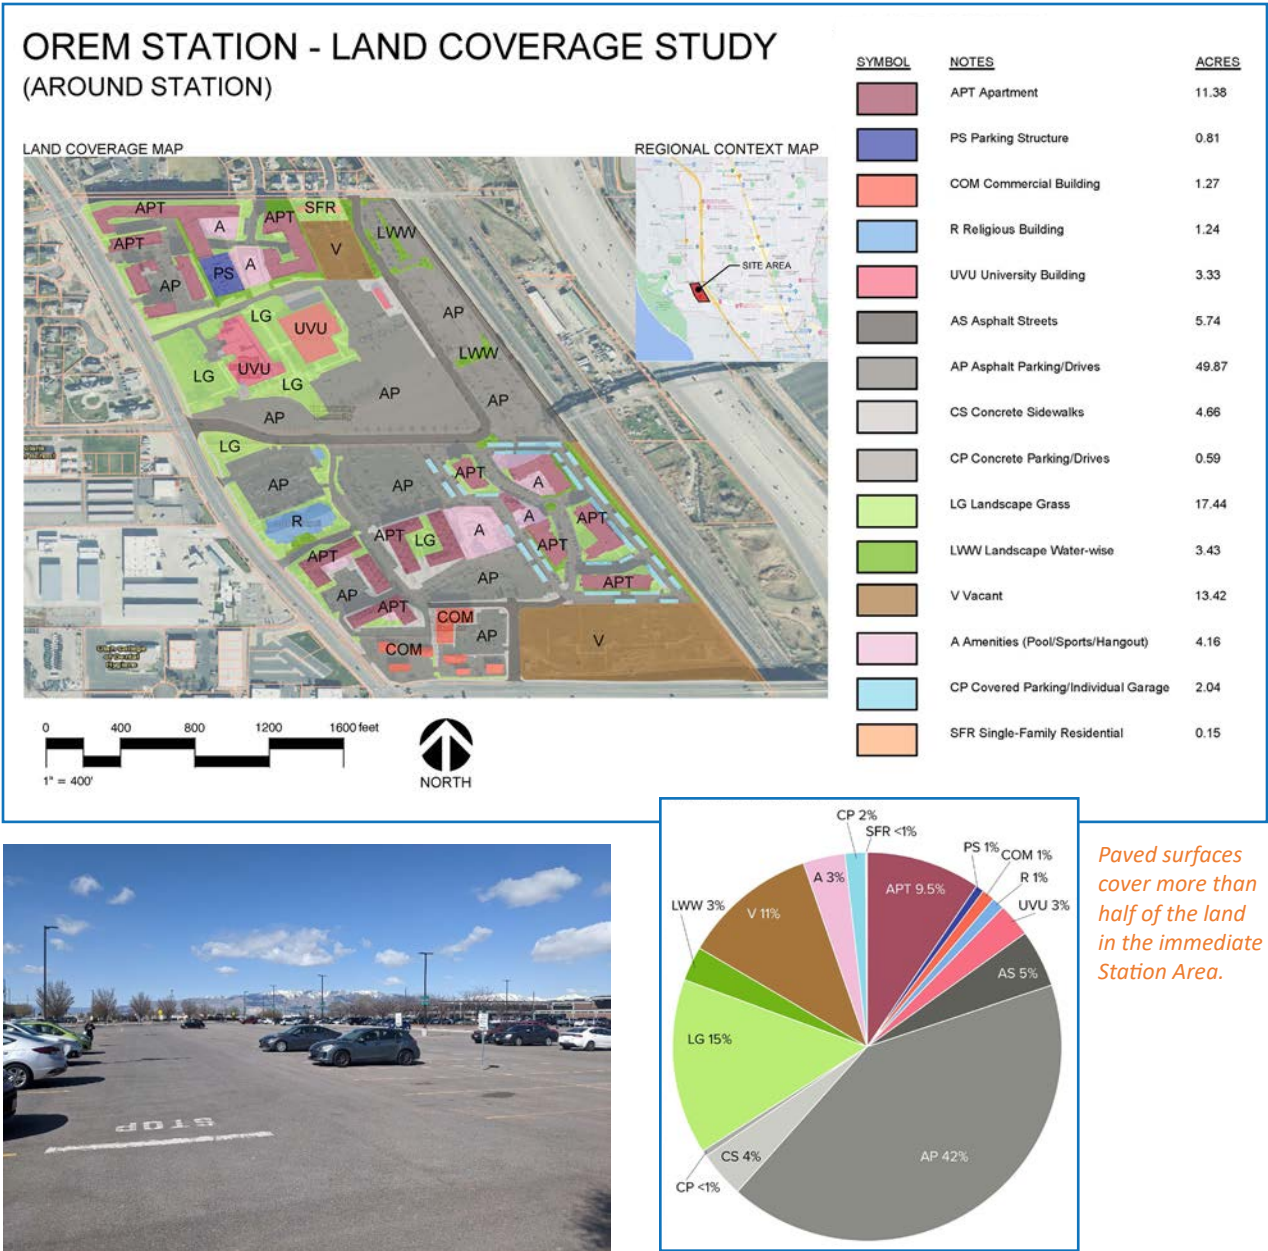 OREM STATION - LAND COVERAGE STUDY
(AROUND STATION)
LAND COVERAGE MAP
REGIONAL CONTEXT MAP
SITE AREA
APT
A
APT
SFR
LWW
APT
V
PS
A
AP
LG
UVU
AP
LWW
UVU
LG
LG
AP
AP
AP
LG
APT
A
AP
AP
A
APT
R
APT
LG
A
APT
APT
AP
APT
AP
APT
COM
AP
COM
V
0 400 800 1200 1600 feet
1" = 400'
NORTH
SYMBOL NOTES ACRES
APT Apartment 11.38
PS Parking Structure 0.81
COM Commercial Building 1.27
R Religious Building 1.24
UVU University Building 3.33
AS Asphalt Streets 5.74
AP Asphalt Parking/Drives 49.87
CS Concrete Sidewalks 4.66
CP Concrete Parking/Drives 0.59
LG Landscape Grass 17.44
LWW Landscape Water-wise 3.43
V Vacant 13.42
A Amenities (Pool/Sports/Hangout) 4.16
CP Covered Parking/Individual Garage 2.04
SFR Single-Family Residential 0.15
STOP
CP 2%
SFR <1%
PS 1%
COM 1%
R 1%
UVU 3%
A 3%
APT 9.5%
LWW 3%
V 11%
AS 5%
LG 15%
CS 4%
AP 42%
CP <1%
Paved surfaces
cover more than
half of the land
in the immediate
Station Area.